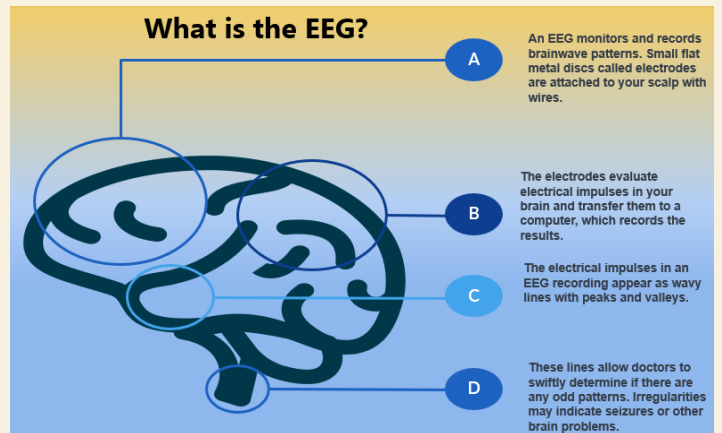 What is the EEG?
A
An EEG monitors and records
brainwave patterns. Small flat
metal discs called electrodes
are attached to your scalp with
wires.
B
The electrodes evaluate
electrical impulses in your
brain and transfer them to a
computer, which records the
results.
C
The electrical impulses in an
EEG recording appear as wavy
lines with peaks and valleys.
D
These lines allow doctors to
swiftly determine if there are
any odd patterns. Irregularities
may indicate seizures or other
brain problems.